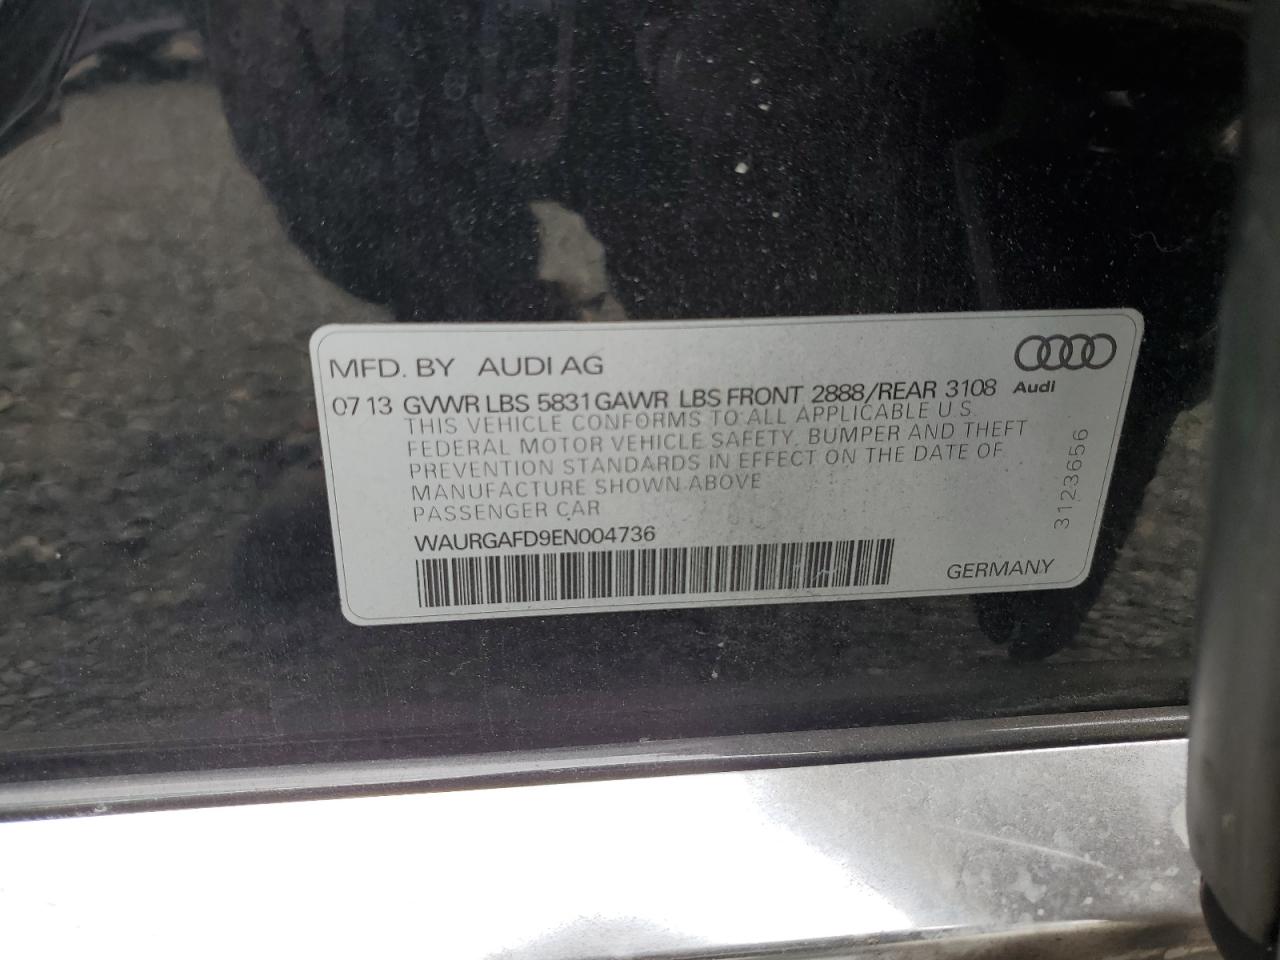 MFD. BY AUDI AG
07 13 GVWR LBS 5831 GAWR LBS FRONT 2888/REAR 3108
Audi
THIS VEHICLE CONFORMS TO ALL APPLICABLE U.S.
FEDERAL MOTOR VEHICLE SAFETY, BUMPER AND THEFT
PREVENTION STANDARDS IN EFFECT ON THE DATE OF
MANUFACTURE SHOWN ABOVE
PASSENGER CAR
WAURGAFD9EN004736
GERMANY
3123656